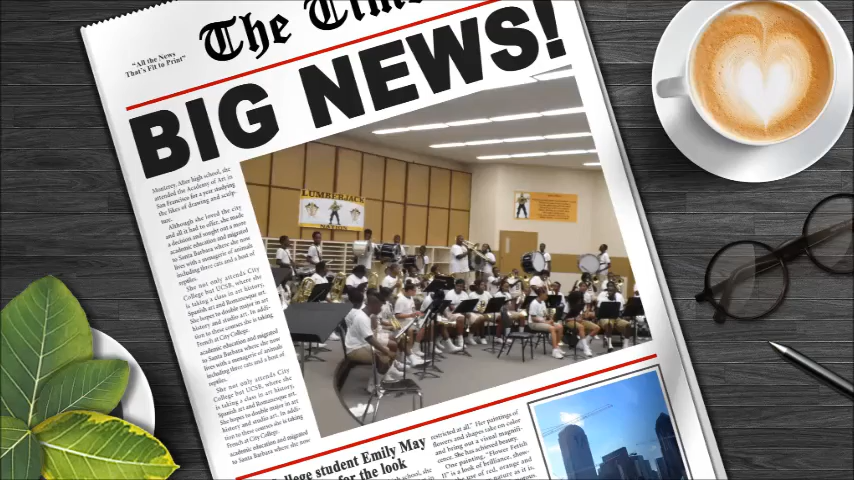 The Times
"All the News
That's Fit to Print"
BIG NEWS!
LUMBERJACK
Monterey. After high school, she
attended the Academy of Art in
San Francisco for a year studying
the likes of drawing and sculp-
ture.
Although she loved the city
and all it had to offer, she made
a decision and sought out a more
academic education and migrated
to Santa Barbara where she now
lives with a menagerie of animals
including three cats and a host of
reptiles.
She not only attends City
College but UCSB, where she
is taking a class in art history,
Spanish art and Romanesque art.
She hopes to double major in art
history and studio art. In addi-
tion to these courses she is taking
French at City College.
academic education and migrated
to Santa Barbara where she now
lives with a menagerie of animals
including three cats and a host of
reptiles.
She not only attends City
College but UCSB, where she
is taking a class in art history,
Spanish art and Romanesque art.
She hopes to double major in art
history and studio art. In addi-
tion to these courses she is taking
French at City College.
academic education and migrated
to Santa Barbara where she now
College student Emily May
for the look
restricted at all." Her paintings of
flowers and shapes take on color
and bring out a visual magnifi-
cence. She has achieved beauty.
One painting, "Flower Fetish
II" is a look of brilliance, show-
the use of red, orange and
nature as it is,